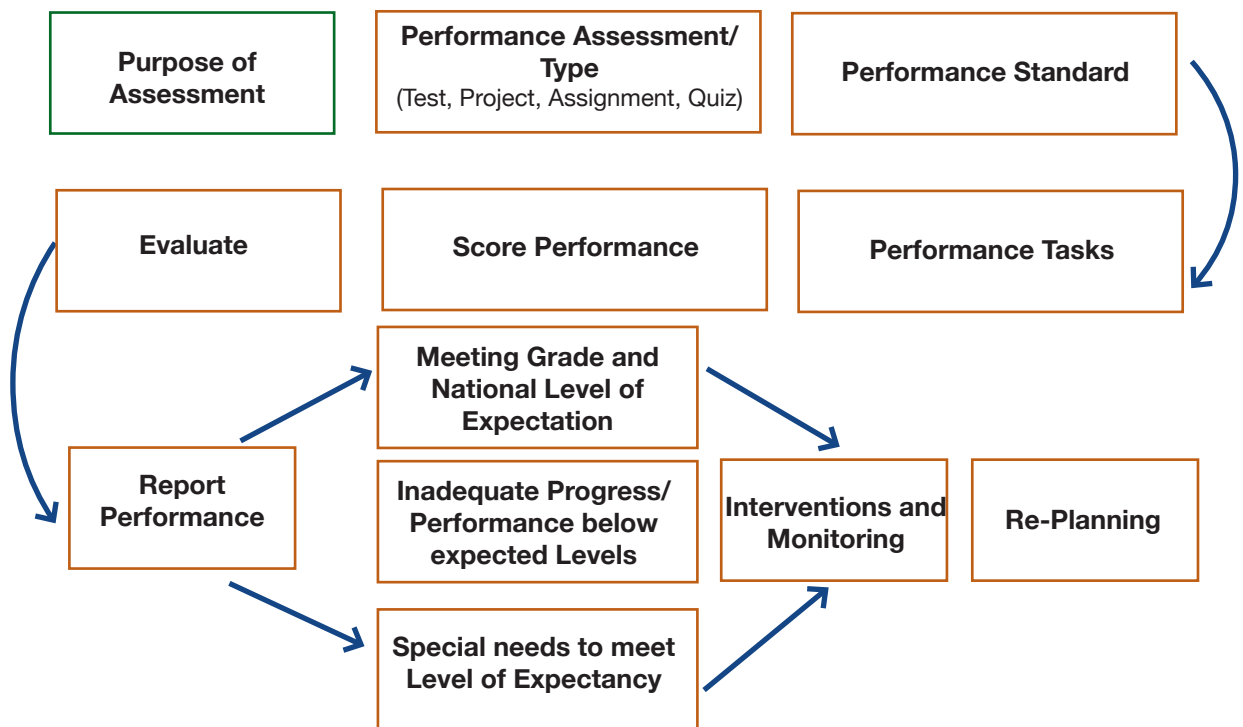 Purpose of
Assessment
Performance Assessment/
Type
(Test, Project, Assignment, Quiz)
Performance Standard
Evaluate
Score Performance
Performance Tasks
Meeting Grade and
National Level of
Expectation
Report
Performance
Inadequate Progress/
Performance below
expected Levels
Interventions and
Monitoring
Re-Planning
Special needs to meet
Level of Expectancy